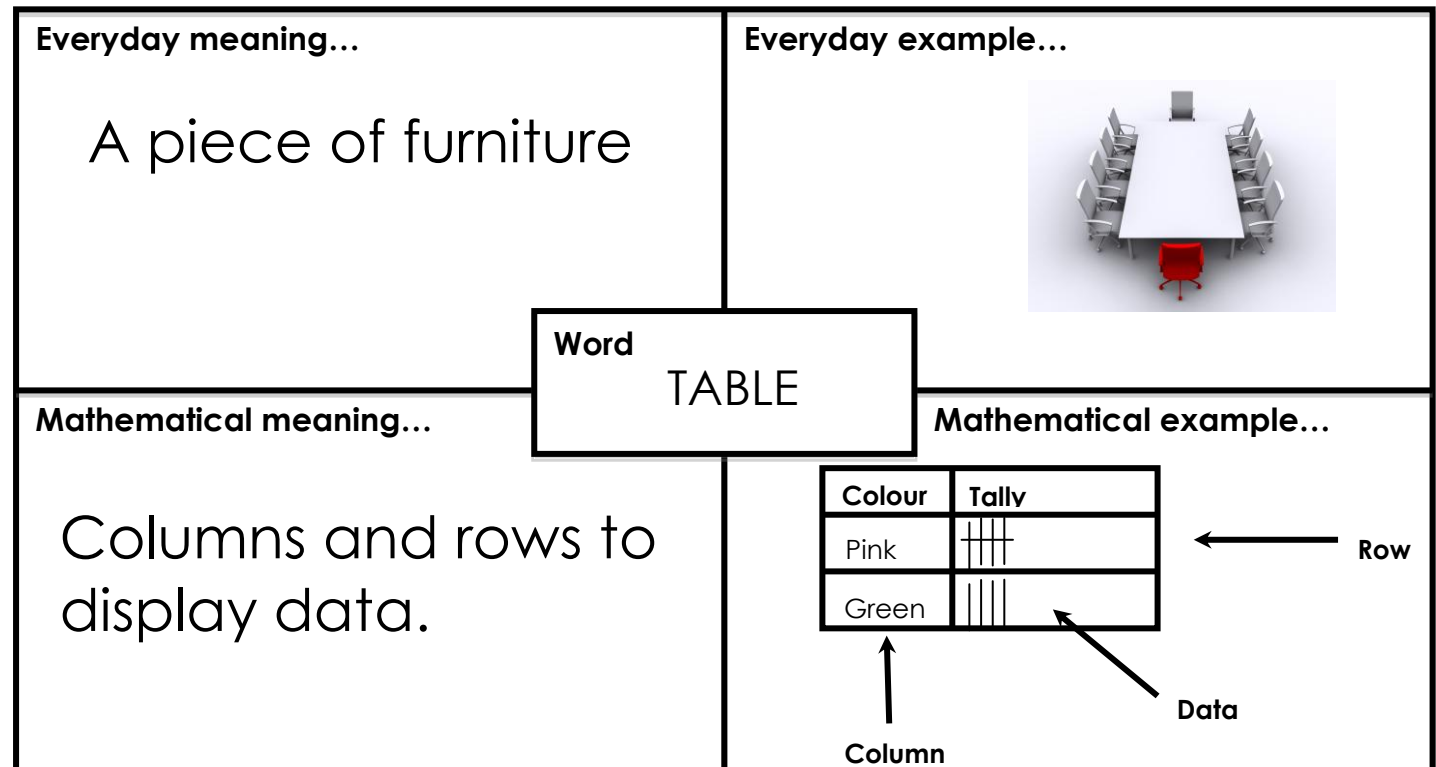 Everyday meaning…
A piece of furniture
Everyday example…
Word
TABLE
Mathematical meaning…
Columns and rows to
display data.
Mathematical example…
Colour Tally
Pink
Green
Row
Data
Column